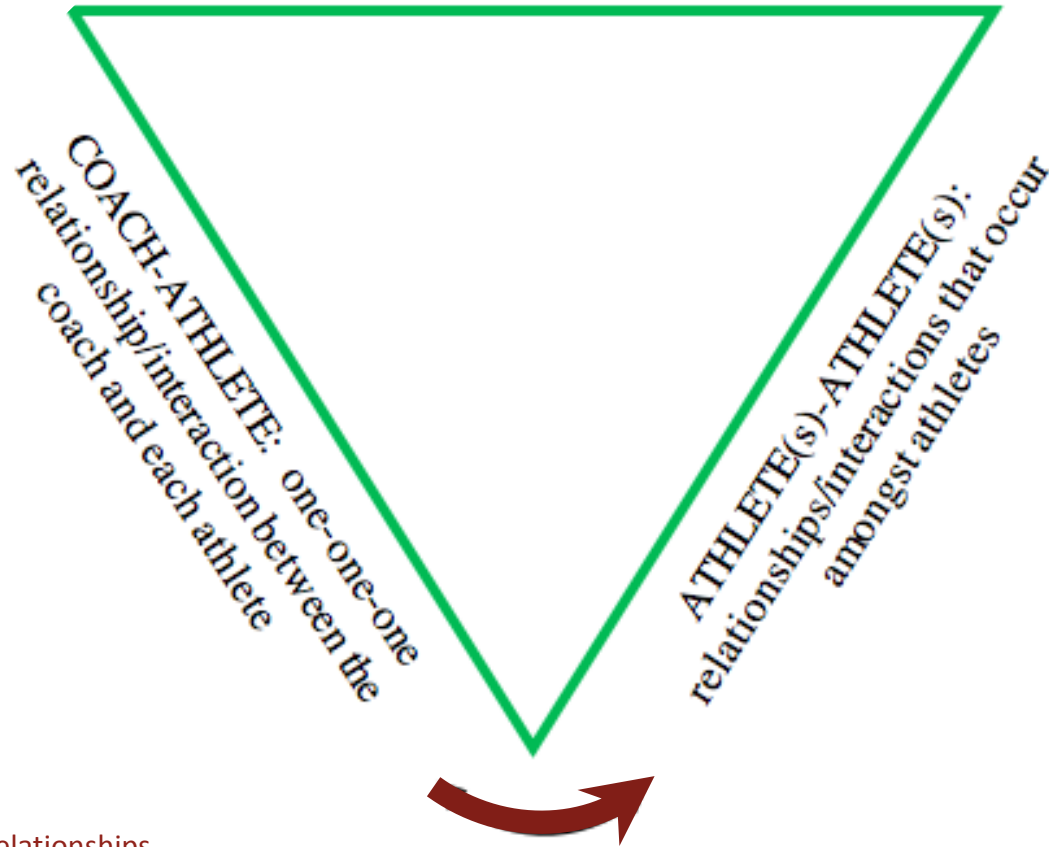 COACH-ATHLETE: one-one-one
relationship/interaction between the
coach and each athlete
ATHLETE(s)-ATHLETE(s):
relationships/interactions that occur
amongst athletes
elationships